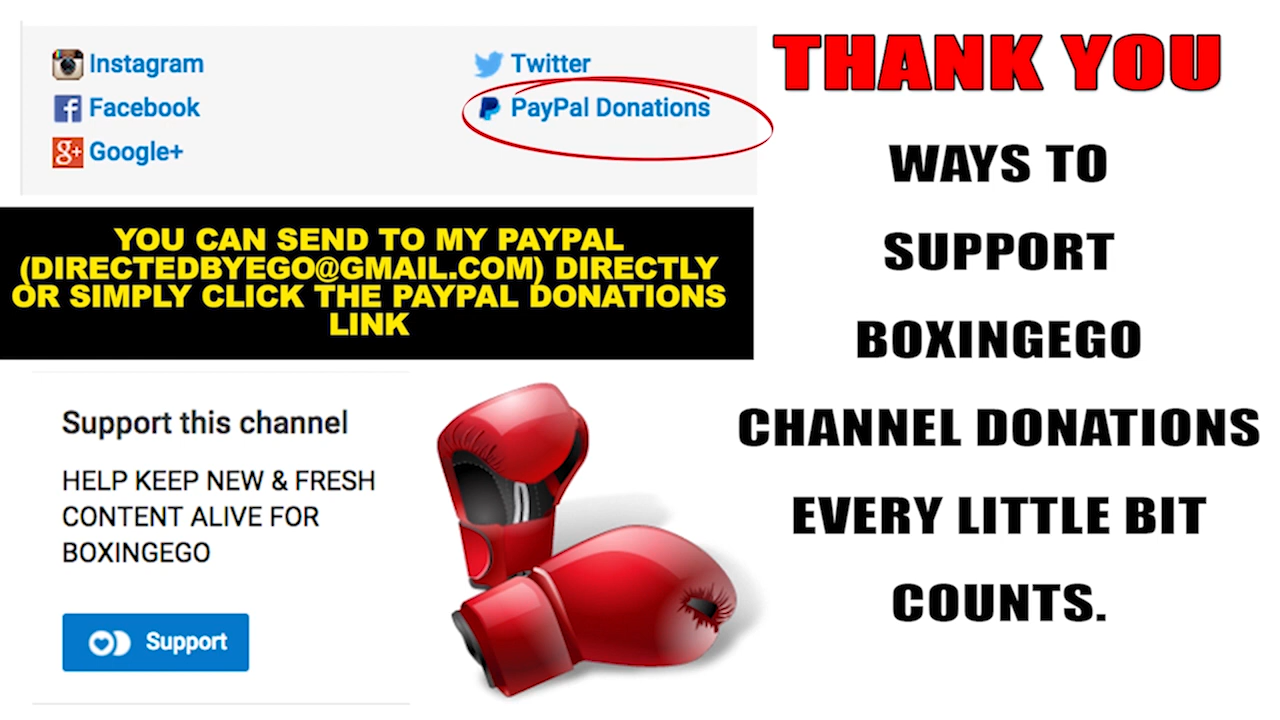 Instagram
Twitter
Facebook
PayPal Donations
Google+
YOU CAN SEND TO MY PAYPAL
(DIRECTEDBYEGO@GMAIL.COM) DIRECTLY
OR SIMPLY CLICK THE PAYPAL DONATIONS
LINK
Support this channel
HELP KEEP NEW & FRESH
CONTENT ALIVE FOR
BOXINGEGO
Support
THANK YOU
WAYS TO
SUPPORT
BOXINGEGO
CHANNEL DONATIONS
EVERY LITTLE BIT
COUNTS.